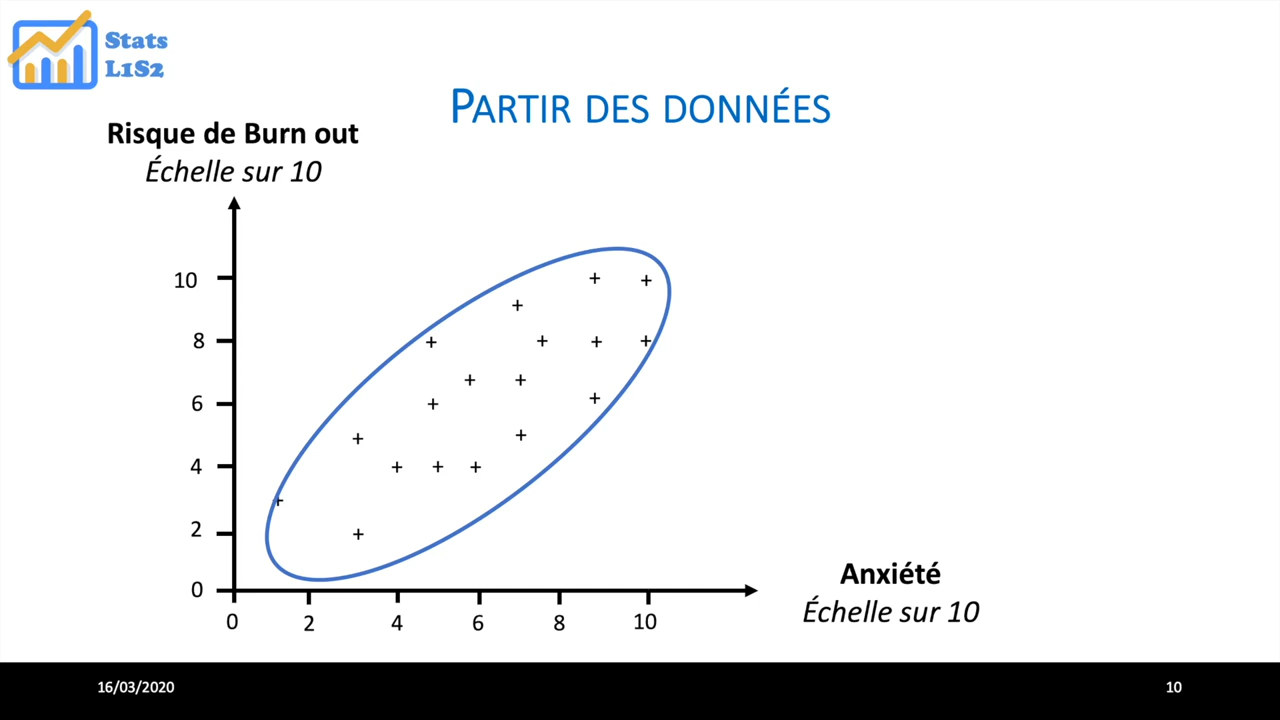 Stats
L1S2
PARTIR DES DONNÉES
Risque de Burn out
Échelle sur 10
10
8
6
4
2
0
0 2 4 6 8 10
Anxiété
Échelle sur 10
16/03/2020
10